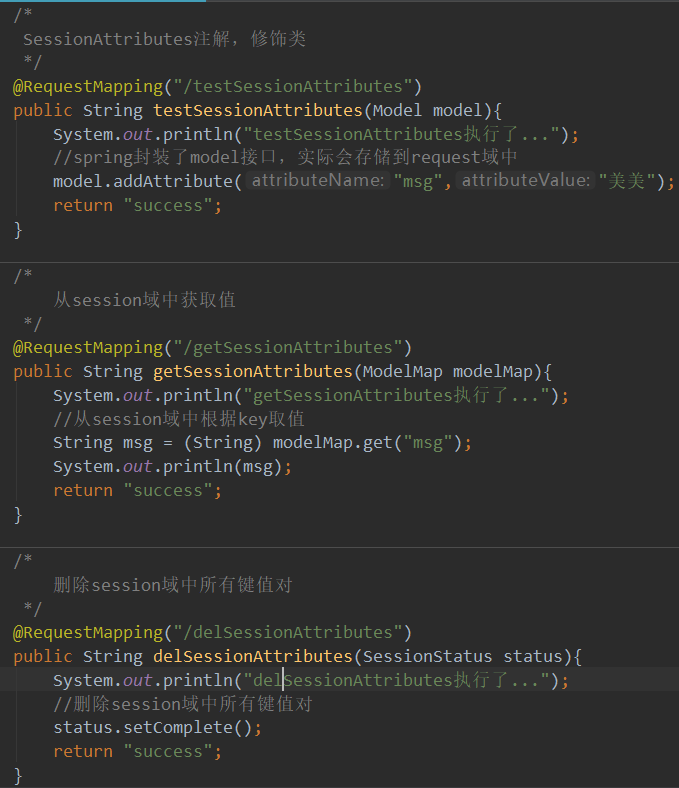 /*
 SessionAttributes注解，修饰类
 */
@RequestMapping("/testSessionAttributes")
public String testSessionAttributes(Model model){
    System.out.println("testSessionAttributes执行了...");
    //spring封装了model接口，实际会存储到request域中
    model.addAttribute( attributeName: "msg", attributeValue: "美美");
    return "success";
}
/*
    从session域中获取值
 */
@RequestMapping("/getSessionAttributes")
public String getSessionAttributes(ModelMap modelMap){
    System.out.println("getSessionAttributes执行了...");
    //从session域中根据key取值
    String msg = (String) modelMap.get("msg");
    System.out.println(msg);
    return "success";
}
/*
    删除session域中所有键值对
 */
@RequestMapping("/delSessionAttributes")
public String delSessionAttributes(SessionStatus status){
    System.out.println("delSessionAttributes执行了...");
    //删除session域中所有键值对
    status.setComplete();
    return "success";
}